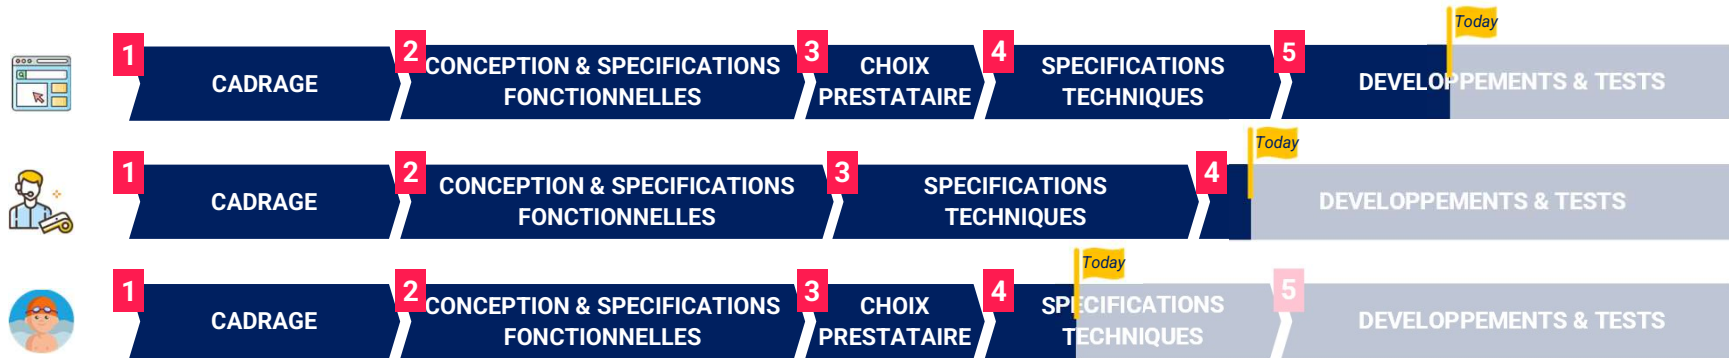 Today
1
CADRAGE
2
CONCEPTION & SPECIFICATIONS
FONCTIONNELLES
3
CHOIX
PRESTATAIRE
4
SPECIFICATIONS
TECHNIQUES
5
DEVELOPPEMENTS & TESTS
Today
1
CADRAGE
2
CONCEPTION & SPECIFICATIONS
FONCTIONNELLES
3
SPECIFICATIONS
TECHNIQUES
4
DEVELOPPEMENTS & TESTS
Today
1
CADRAGE
2
CONCEPTION & SPECIFICATIONS
FONCTIONNELLES
3
CHOIX
PRESTATAIRE
4
SPECIFICATIONS
TECHNIQUES
5
DEVELOPPEMENTS & TESTS